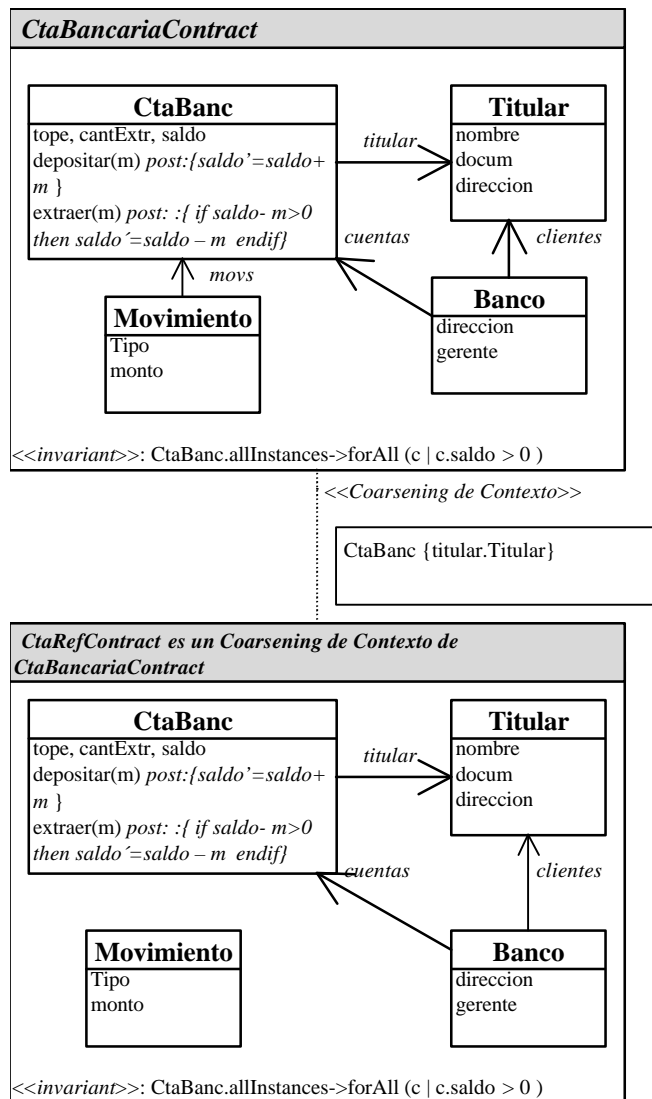 CtaBancariaContract
CtaBanc
tope, cantExtr, saldo
depositar(m) post:{saldo’=saldo+
m }
extraer(m) post: :{ if saldo- m>0
then saldo´=saldo – m endif}
titular
Titular
nombre
docum
direccion
cuentas
clientes
movs
Movimiento
Tipo
monto
Banco
direccion
gerente
<<invariant>>: CtaBanc.allInstances->forAll (c | c.saldo > 0 )
<<Coarsening de Contexto>>
CtaBanc {titular.Titular}
CtaRefContract es un Coarsening de Contexto de
CtaBancariaContract
CtaBanc
tope, cantExtr, saldo
depositar(m) post:{saldo’=saldo+
m }
extraer(m) post: :{ if saldo- m>0
then saldo´=saldo – m endif}
titular
Titular
nombre
docum
direccion
cuentas
clientes
Movimiento
Tipo
monto
Banco
direccion
gerente
<<invariant>>: CtaBanc.allInstances->forAll (c | c.saldo > 0 )